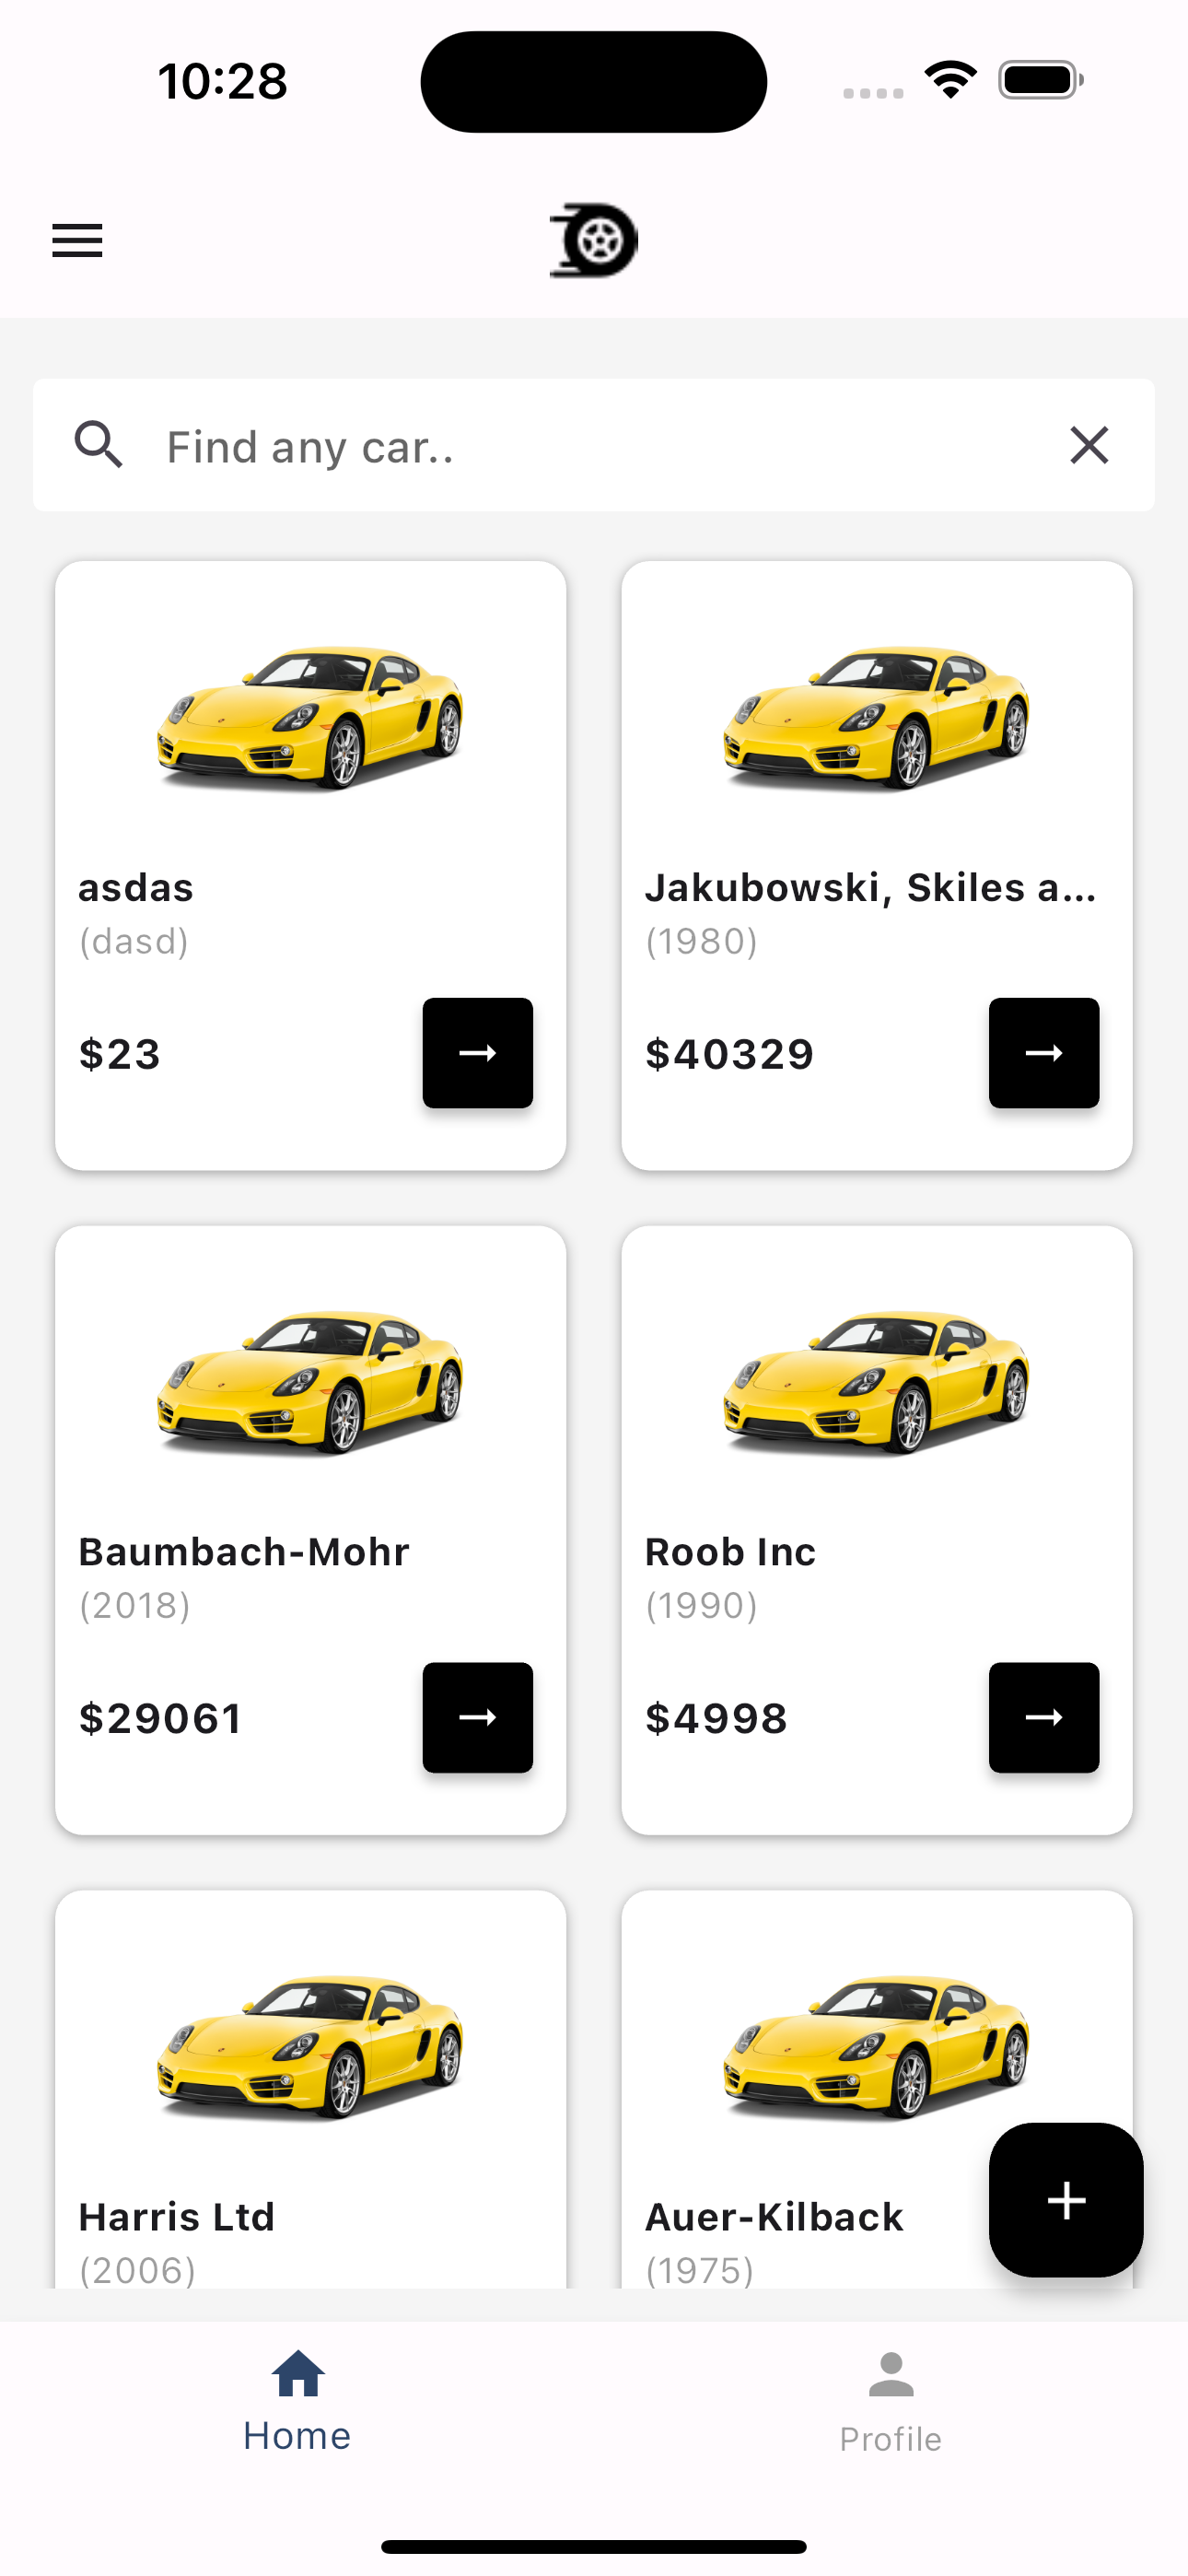 10:28
Find any car..
asdas
(dasd)
$23
Jakubowski, Skiles a...
(1980)
$40329
Baumbach-Mohr
(2018)
$29061
Roob Inc
(1990)
$4998
Harris Ltd
(2006)
Auer-Kilback
(1975)
Home
Profile